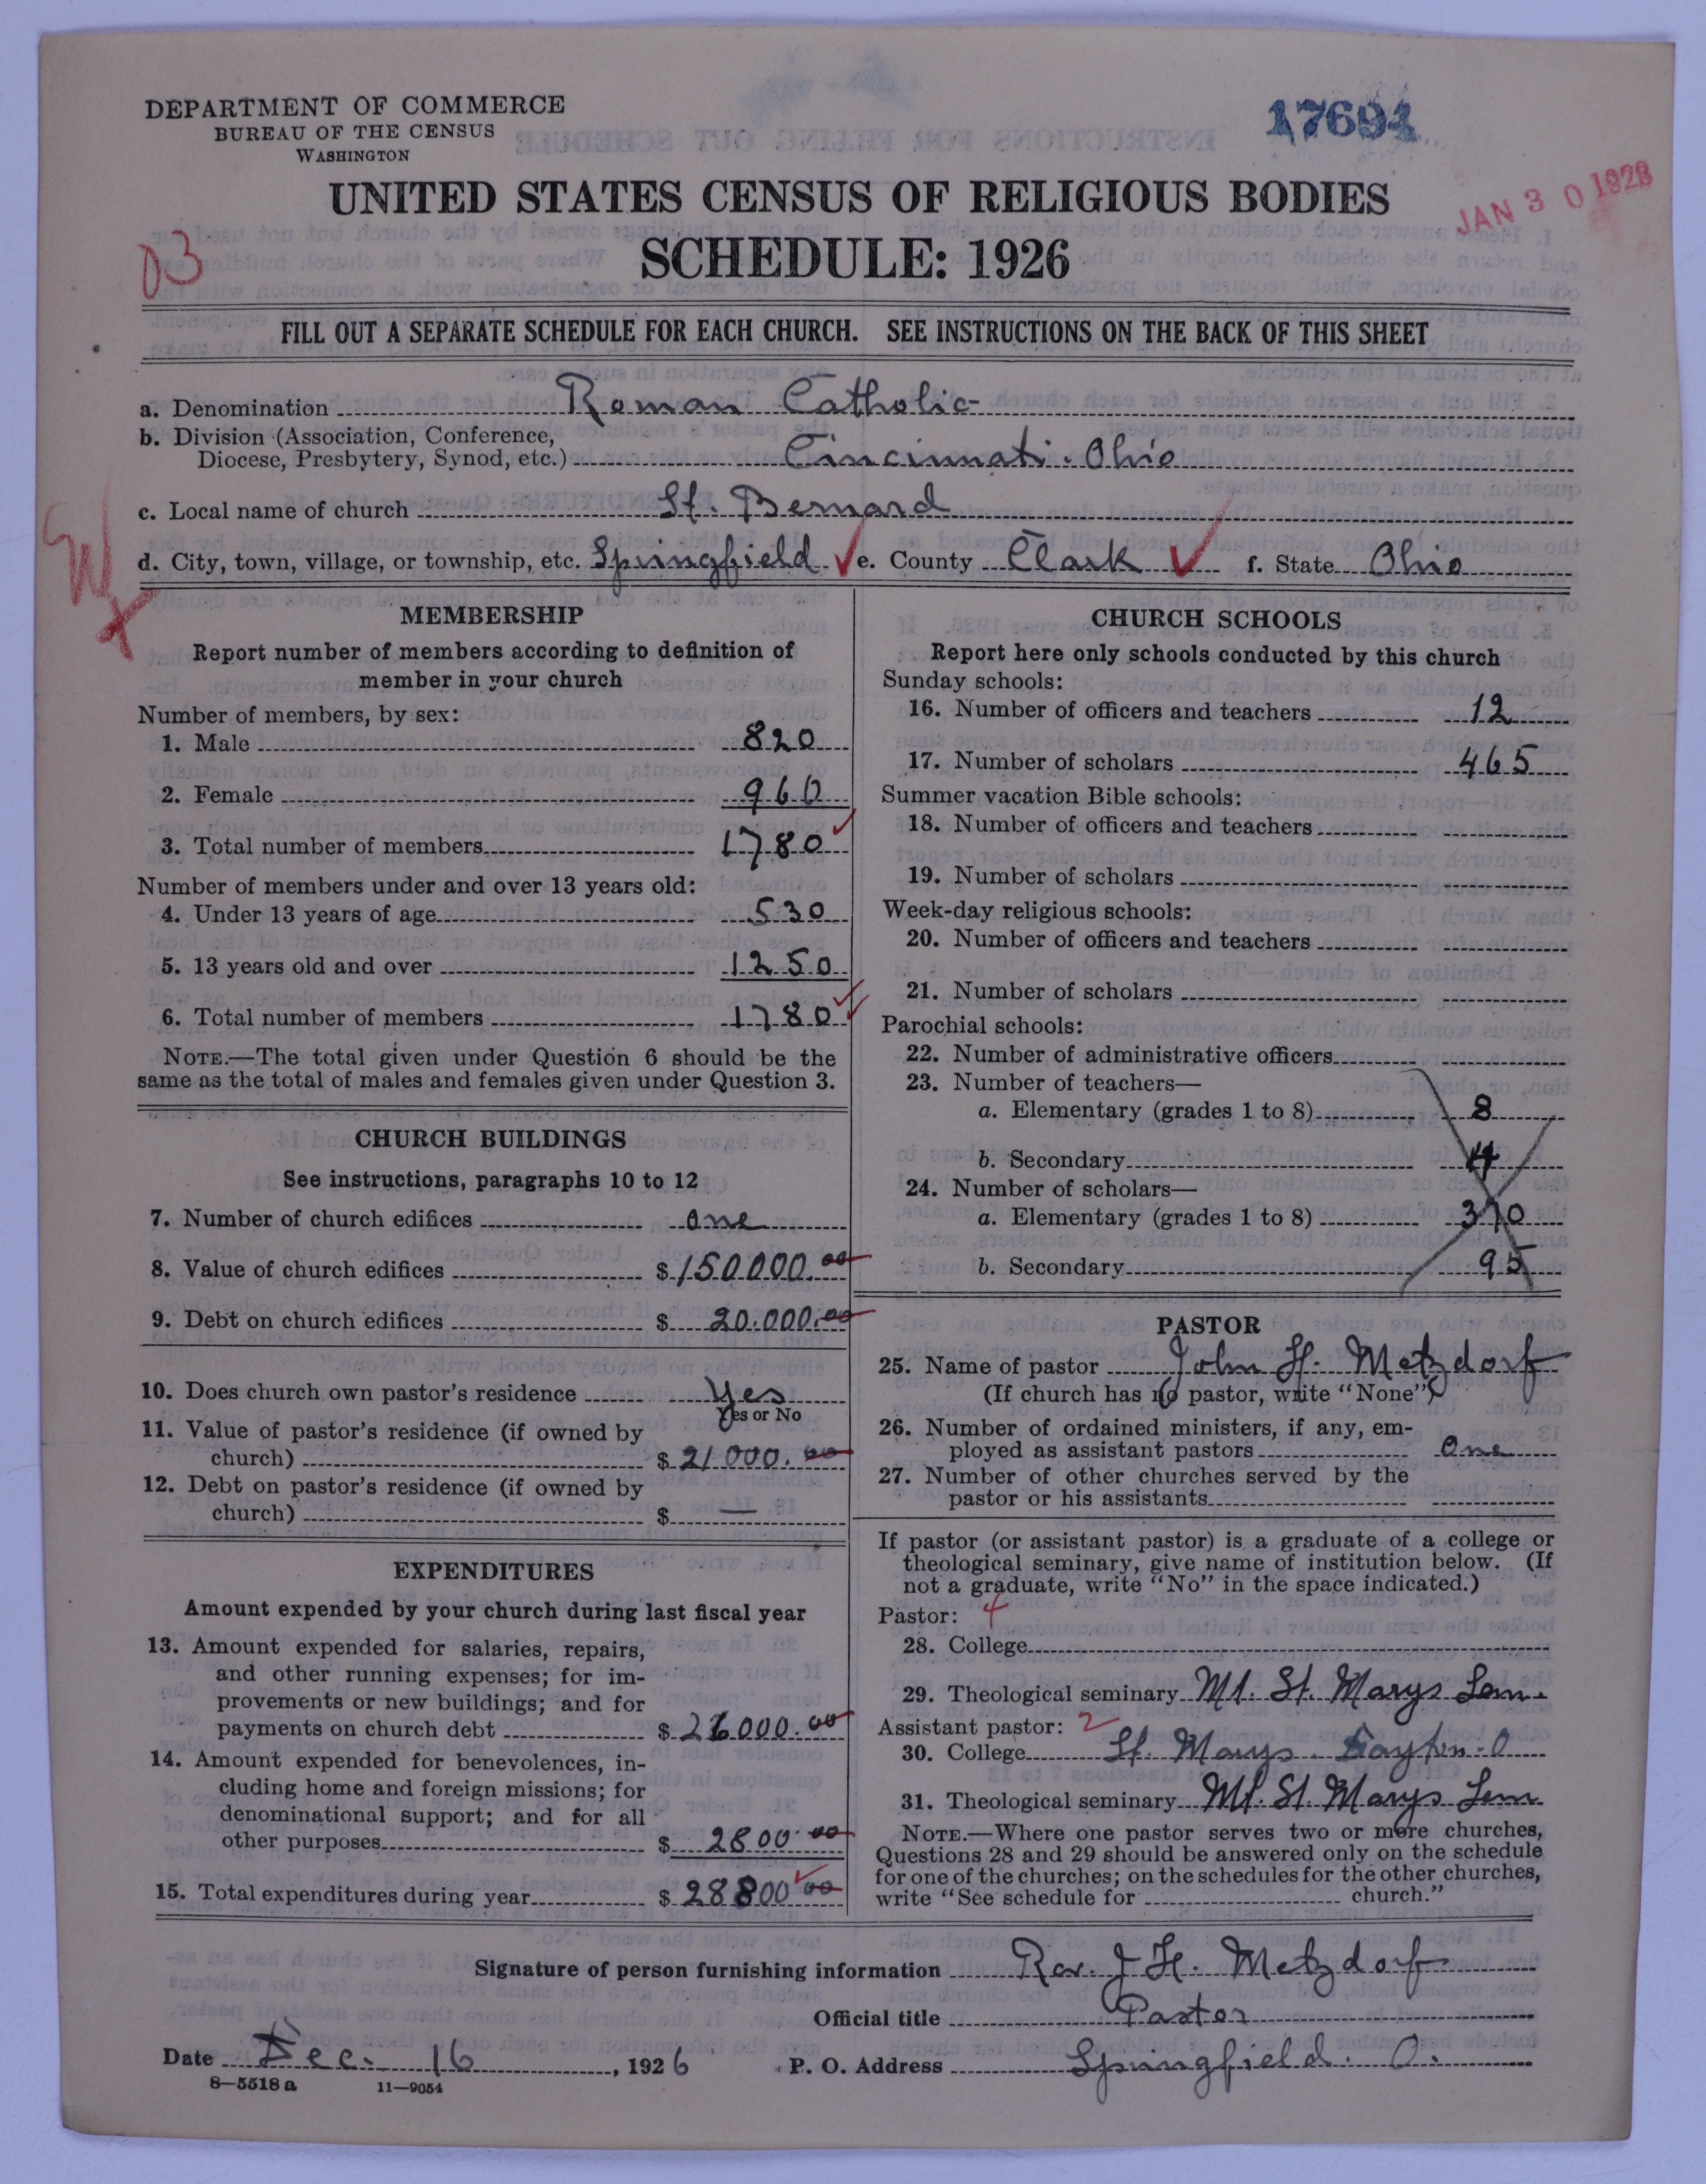 DEPARTMENT OF COMMERCE
BUREAU OF THE CENSUS
WASHINGTON
17691
JAN 30 1928
UNITED STATES CENSUS OF RELIGIOUS BODIES
SCHEDULE: 1926
03
FILL OUT A SEPARATE SCHEDULE FOR EACH CHURCH. SEE INSTRUCTIONS ON THE BACK OF THIS SHEET
a. Denomination Roman Catholic
b. Division (Association, Conference,
Diocese, Presbytery, Synod, etc.) Cincinnati. Ohio
c. Local name of church St. Bernard
d. City, town, village, or township, etc. Springfield e. County Clark f. State Ohio
MEMBERSHIP
Report number of members according to definition of
member in your church
Number of members, by sex:
1. Male 820
2. Female 960
3. Total number of members 1780
Number of members under and over 13 years old:
4. Under 13 years of age 530
5. 13 years old and over 1250
6. Total number of members 1780
NOTE.—The total given under Question 6 should be the
same as the total of males and females given under Question 3.
CHURCH BUILDINGS
See instructions, paragraphs 10 to 12
7. Number of church edifices one
8. Value of church edifices $ 150000.00
9. Debt on church edifices $ 20.000.00
10. Does church own pastor's residence Yes
Yes or No
11. Value of pastor's residence (if owned by
church) $ 21000.00
12. Debt on pastor's residence (if owned by
church) $ —
EXPENDITURES
Amount expended by your church during last fiscal year
13. Amount expended for salaries, repairs,
and other running expenses; for im-
provements or new buildings; and for
payments on church debt $ 26000.00
14. Amount expended for benevolences, in-
cluding home and foreign missions; for
denominational support; and for all
other purposes $ 2800.00
15. Total expenditures during year $ 28800.00
CHURCH SCHOOLS
Report here only schools conducted by this church
Sunday schools:
16. Number of officers and teachers 12
17. Number of scholars 465
Summer vacation Bible schools:
18. Number of officers and teachers
19. Number of scholars
Week-day religious schools:
20. Number of officers and teachers
21. Number of scholars
Parochial schools:
22. Number of administrative officers
23. Number of teachers—
a. Elementary (grades 1 to 8) 8
b. Secondary 4
24. Number of scholars—
a. Elementary (grades 1 to 8) 370
b. Secondary 95
PASTOR
25. Name of pastor John H. Metzdorf
(If church has no pastor, write "None")
26. Number of ordained ministers, if any, em-
ployed as assistant pastors One
27. Number of other churches served by the
pastor or his assistants
If pastor (or assistant pastor) is a graduate of a college or
theological seminary, give name of institution below. (If
not a graduate, write "No" in the space indicated.)
Pastor: 4
28. College
29. Theological seminary Mt. St. Marys Sem.
Assistant pastor: 2
30. College St. Marys. Dayton. O
31. Theological seminary Mt. St. Marys Sem
NOTE.—Where one pastor serves two or more churches,
Questions 28 and 29 should be answered only on the schedule
for one of the churches; on the schedules for the other churches,
write "See schedule for church."
Signature of person furnishing information Rev. J H. Metzdorf
Official title Pastor
Date Dec. 16, 1926 P. O. Address Springfield. O.
8—5518 a 11—9054